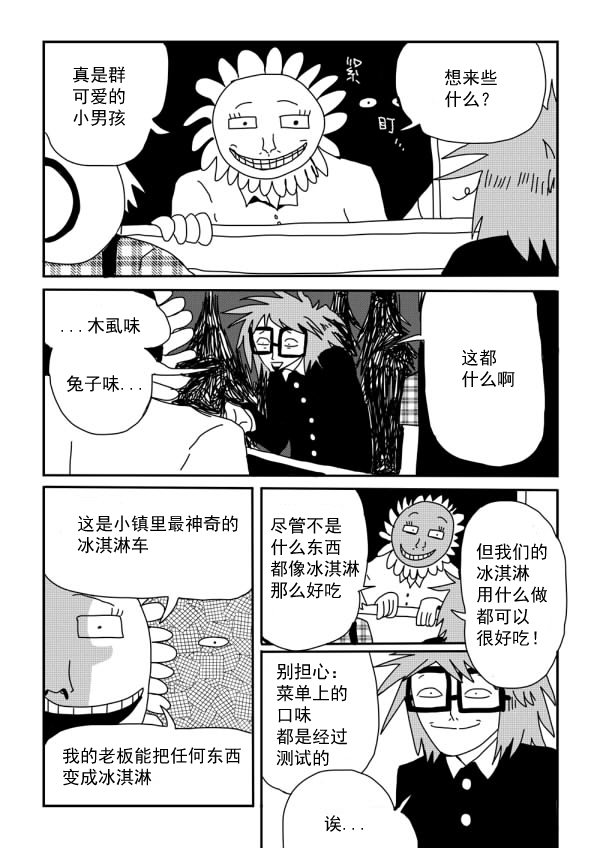 真是群
可爱的
小男孩
想来些
什么？
紧
盯
...木虱味
兔子味...
这都
什么啊
这是小镇里最神奇的
冰淇淋车
我的老板能把任何东西
变成冰淇淋
尽管不是
什么东西
都像冰淇淋
那么好吃
但我们的
冰淇淋
用什么做
都可以
很好吃！
别担心：
菜单上的
口味
都是经过
测试的
诶...